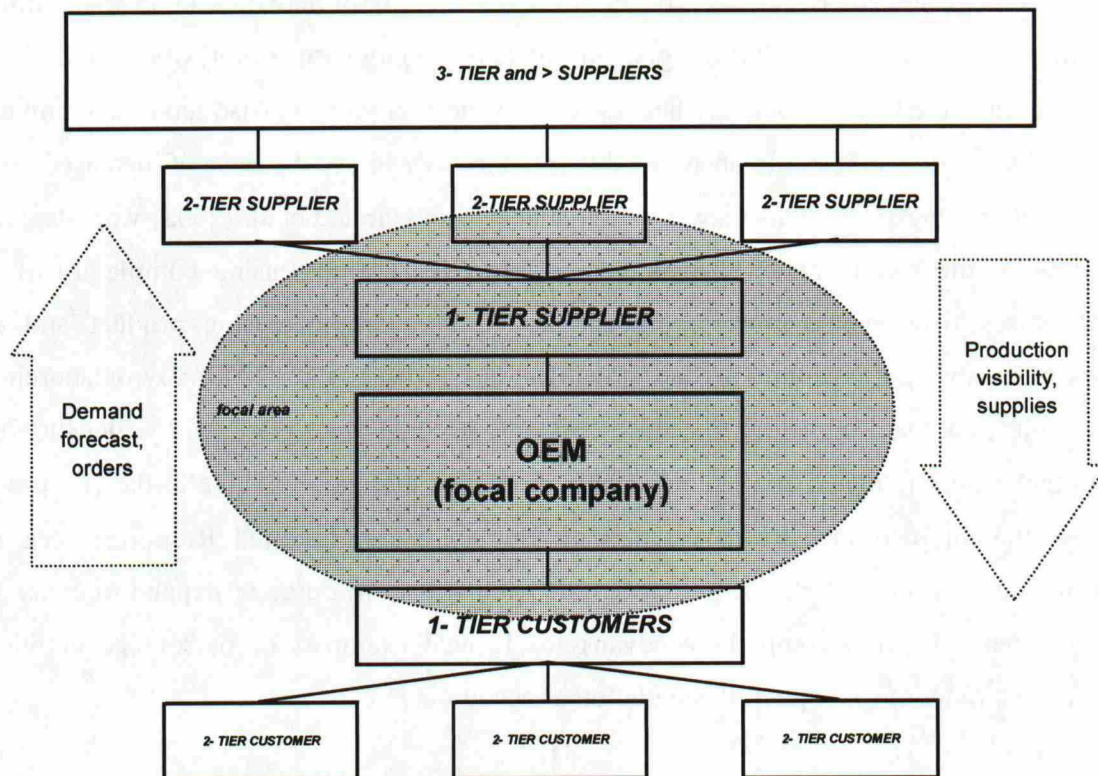 3- TIER and > SUPPLIERS
2-TIER SUPPLIER
2-TIER SUPPLIER
2-TIER SUPPLIER
1- TIER SUPPLIER
Production
visibility,
supplies
focal area
Demand
forecast,
orders
OEM
(focal company)
1- TIER CUSTOMERS
2- TIER CUSTOMER
2- TIER CUSTOMER
2- TIER CUSTOMER